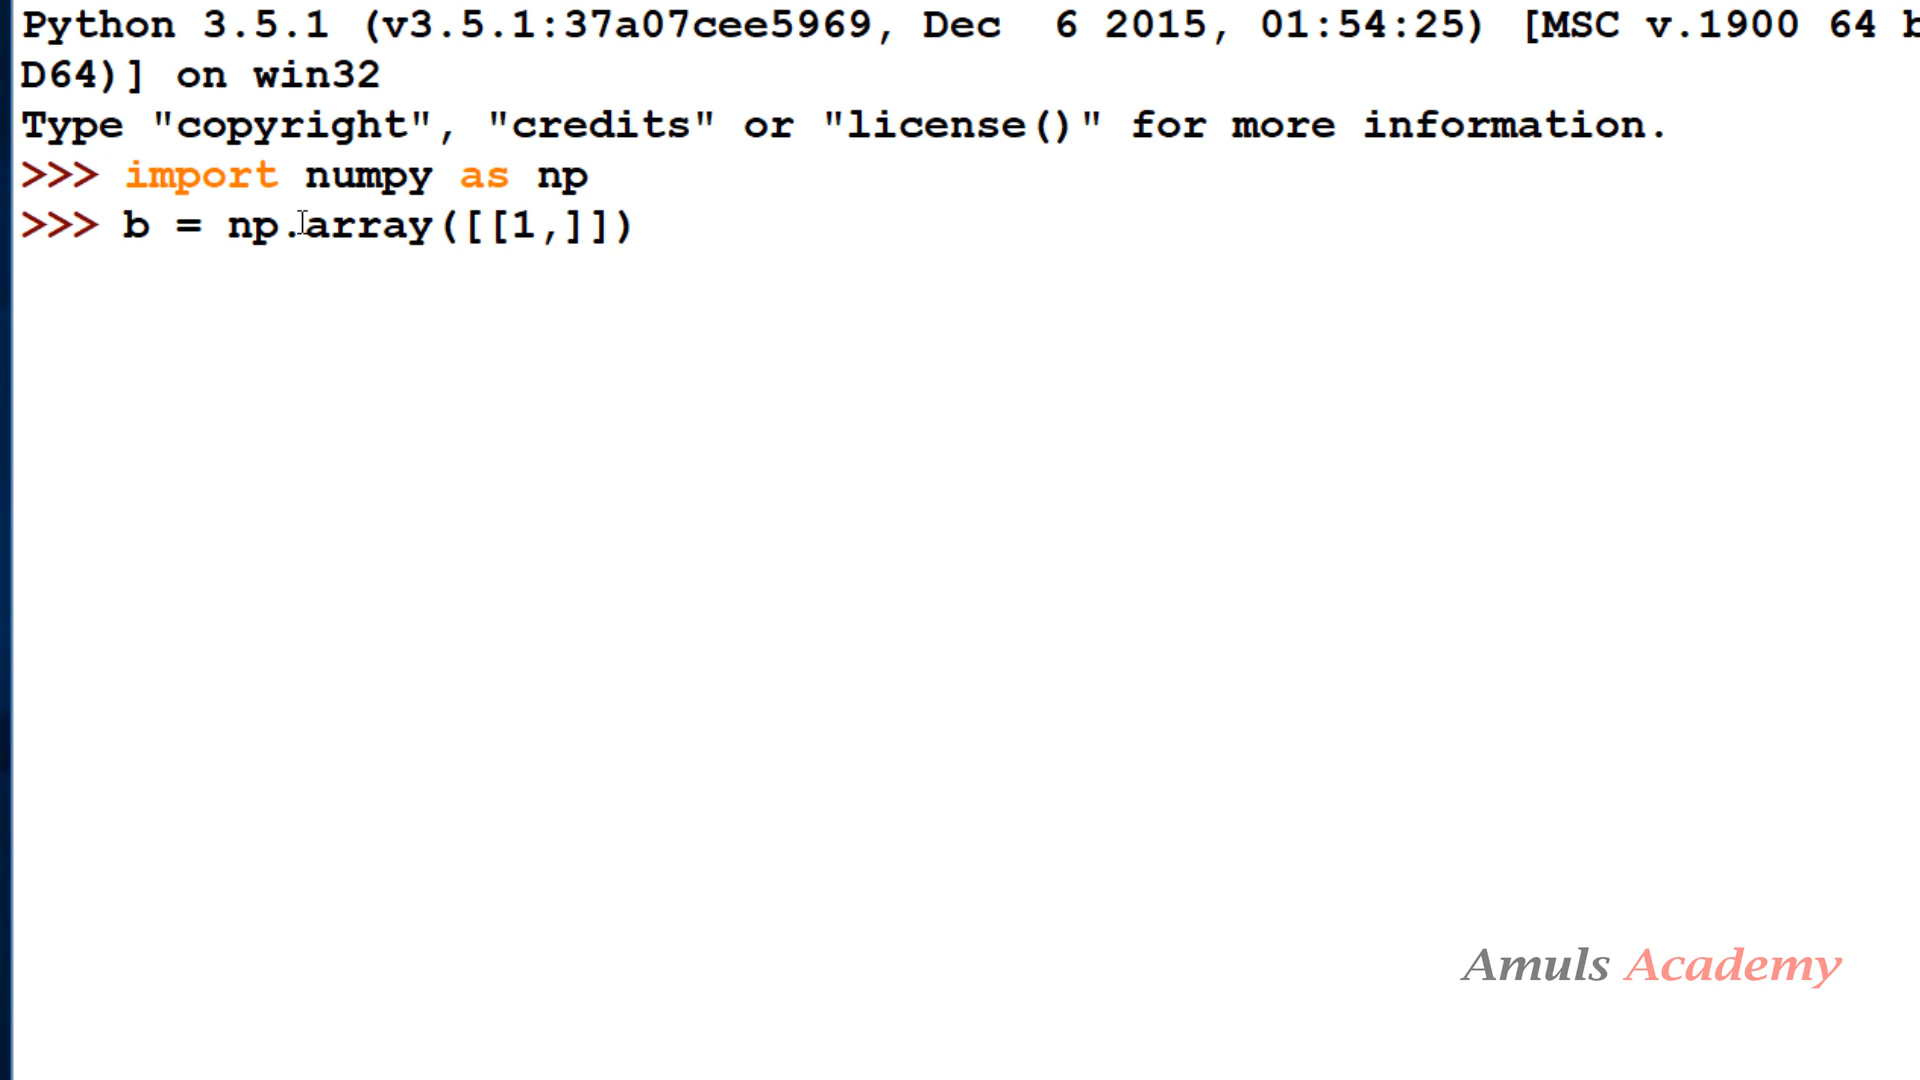 Python 3.5.1 (v3.5.1:37a07cee5969, Dec  6 2015, 01:54:25) [MSC v.1900 64 b
D64)] on win32
Type "copyright", "credits" or "license()" for more information.
>>> import numpy as np
>>> b = np.array([[1,]])
Amuls Academy